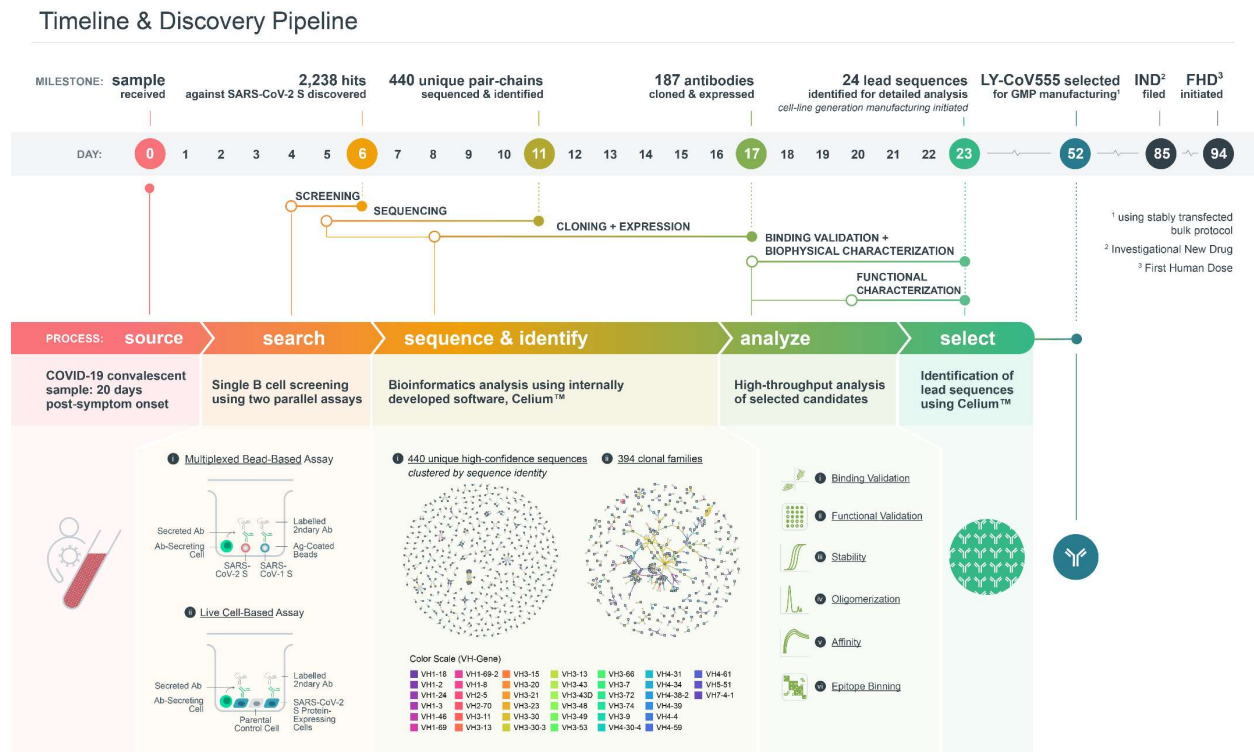 Timeline & Discovery Pipeline
MILESTONE:
sample
received
2,238 hits
against SARS-CoV-2 S discovered
440 unique pair-chains
sequenced & identified
187 antibodies
cloned & expressed
24 lead sequences
identified for detailed analysis
cell-line generation manufacturing initiated
LY-CoV555 selected
for GMP manufacturing¹
IND²
filed
FHD³
initiated
DAY: 0 1 2 3 4 5 6 7 8 9 10 11 12 13 14 15 16 17 18 19 20 21 22 23 52 85 94
SCREENING
SEQUENCING
CLONING + EXPRESSION
BINDING VALIDATION +
BIOPHYSICAL CHARACTERIZATION
FUNCTIONAL
CHARACTERIZATION
¹ using stably transfected
bulk protocol
² Investigational New Drug
³ First Human Dose
PROCESS: source search sequence & identify analyze select
COVID-19 convalescent
sample: 20 days
post-symptom onset
Single B cell screening
using two parallel assays
Bioinformatics analysis using internally
developed software, Celium™
High-throughput analysis
of selected candidates
Identification of
lead sequences
using Celium™
i Multiplexed Bead-Based Assay
Secreted Ab
Ab-Secreting
Cell
Labelled
2ndary Ab
Ag-Coated
Beads
SARS-
CoV-2 S
SARS-
CoV-1 S
ii Live Cell-Based Assay
Secreted Ab
Ab-Secreting
Cell
Labelled
2ndary Ab
SARS-CoV-2
S Protein-
Expressing
Cells
Parental
Control Cell
i 440 unique high-confidence sequences
clustered by sequence identity
ii 394 clonal families
Color Scale (VH-Gene)
VH1-18 VH1-69-2 VH3-15 VH3-13 VH3-66 VH4-31 VH4-61
VH1-2 VH1-8 VH3-20 VH3-43 VH3-7 VH4-34 VH5-51
VH1-24 VH2-5 VH3-21 VH3-43D VH3-72 VH4-38-2 VH7-4-1
VH1-3 VH2-70 VH3-23 VH3-48 VH3-74 VH4-39
VH1-46 VH3-11 VH3-30 VH3-49 VH3-9 VH4-4
VH1-69 VH3-13 VH3-30-3 VH3-53 VH4-30-4 VH4-59
i Binding Validation
ii Functional Validation
iii Stability
iv Oligomerization
v Affinity
vi Epitope Binning